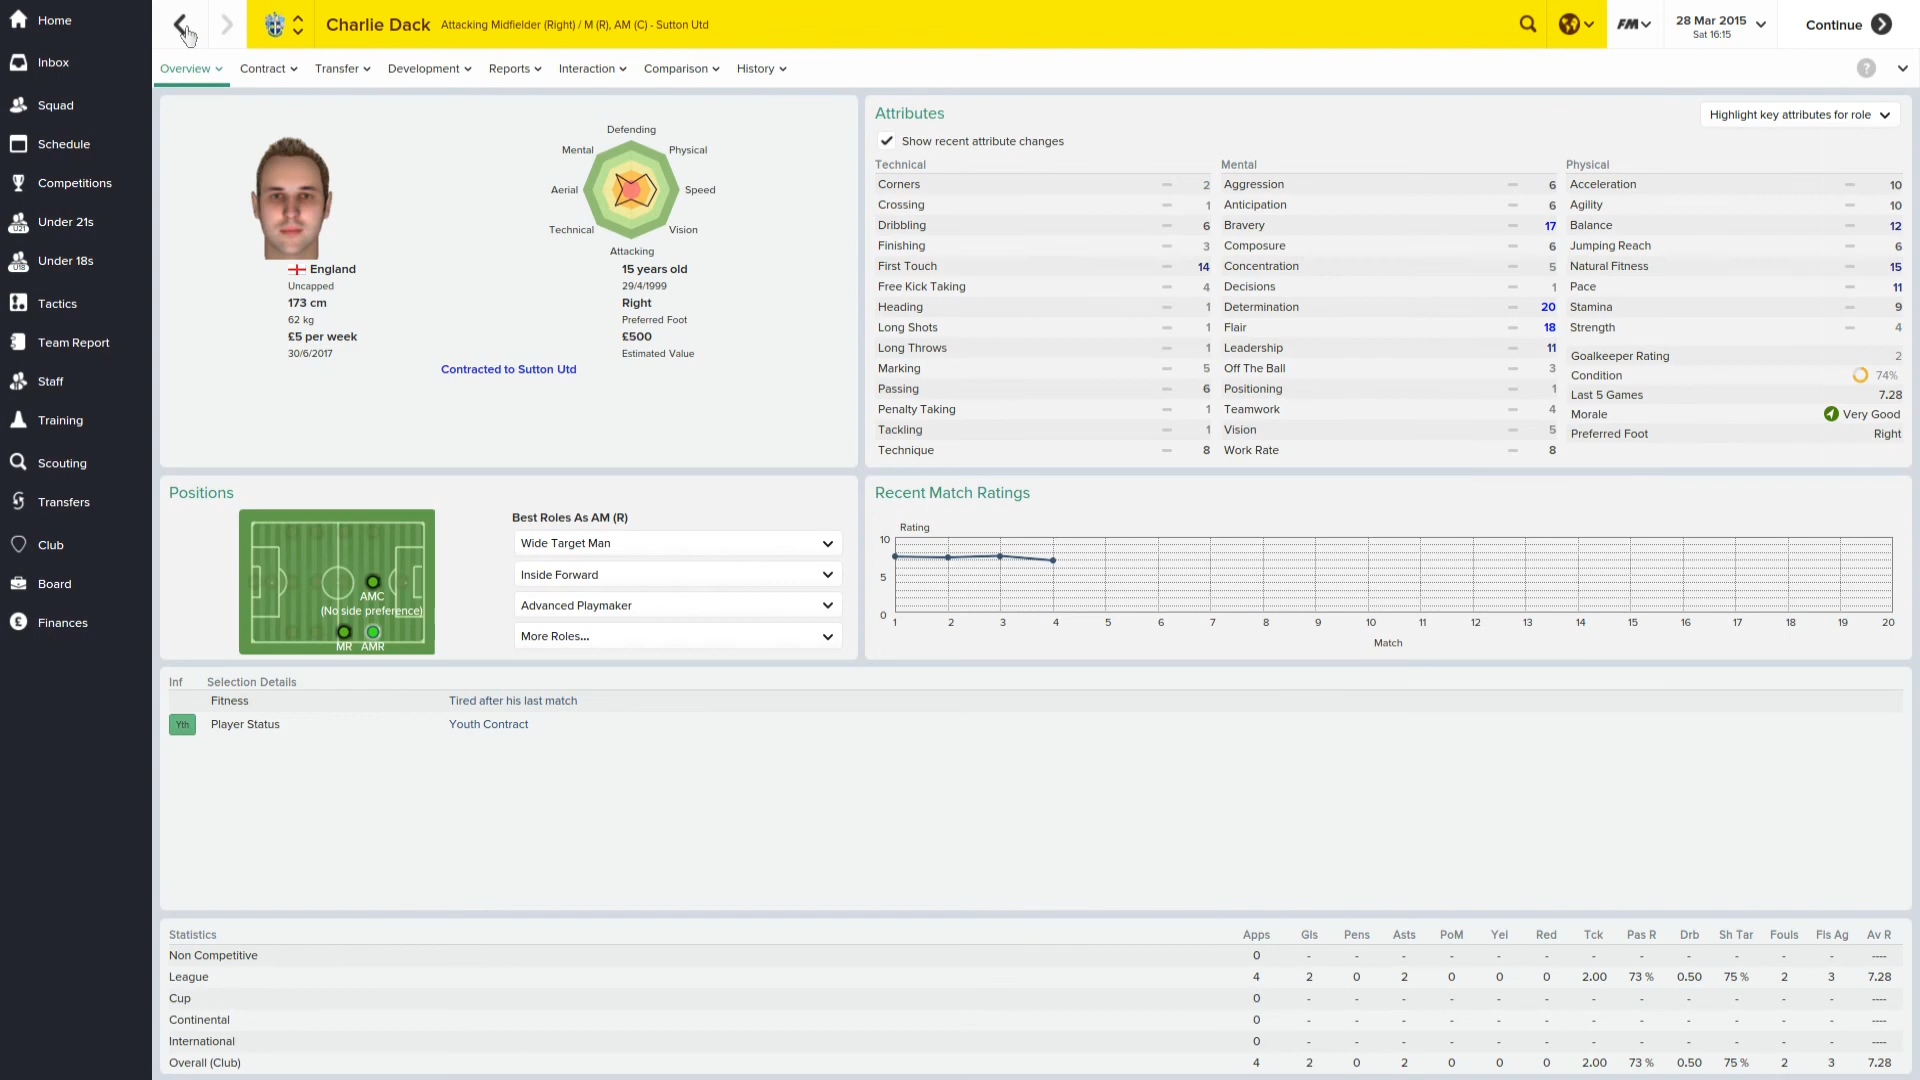 Home
Inbox
Squad
Schedule
Competitions
Under 21s
Under 18s
Tactics
Team Report
Staff
Training
Scouting
Transfers
Club
Board
Finances
Charlie Dack Attacking Midfielder (Right) / M (R), AM (C) - Sutton Utd
FM
28 Mar 2015
Sat 16:15
Continue
Overview Contract Transfer Development Reports Interaction Comparison History
?
Defending
Mental Physical
Aerial Speed
Technical Vision
Attacking
England 15 years old
Uncapped 29/4/1999
173 cm Right
62 kg Preferred Foot
£5 per week £500
30/6/2017 Estimated Value
Contracted to Sutton Utd
Attributes
Highlight key attributes for role
Show recent attribute changes
Technical Mental Physical
Corners 2 Aggression 6 Acceleration 10
Crossing 1 Anticipation 6 Agility 10
Dribbling 6 Bravery 17 Balance 12
Finishing 3 Composure 6 Jumping Reach 6
First Touch 14 Concentration 5 Natural Fitness 15
Free Kick Taking 4 Decisions 1 Pace 11
Heading 1 Determination 20 Stamina 9
Long Shots 1 Flair 18 Strength 4
Long Throws 1 Leadership 11 Goalkeeper Rating 2
Marking 5 Off The Ball 3 Condition 74%
Passing 6 Positioning 1 Last 5 Games 7.28
Penalty Taking 1 Teamwork 4 Morale Very Good
Tackling 1 Vision 5 Preferred Foot Right
Technique 8 Work Rate 8
Positions
AMC
(No side preference)
MR AMR
Best Roles As AM (R)
Wide Target Man
Inside Forward
Advanced Playmaker
More Roles...
Recent Match Ratings
Rating
10
5
0
1 2 3 4 5 6 7 8 9 10 11 12 13 14 15 16 17 18 19 20
Match
Inf Selection Details
Fitness Tired after his last match
Yth Player Status Youth Contract
Statistics Apps Gls Pens Asts PoM Yel Red Tck Pas R Drb Sh Tar Fouls Fls Ag Av R
Non Competitive 0 - - - - - - - - - - - - ----
League 4 2 0 2 0 0 0 2.00 73 % 0.50 75 % 2 3 7.28
Cup 0 - - - - - - - - - - - - ----
Continental 0 - - - - - - - - - - - - ----
International 0 - - - - - - - - - - - - ----
Overall (Club) 4 2 0 2 0 0 0 2.00 73 % 0.50 75 % 2 3 7.28